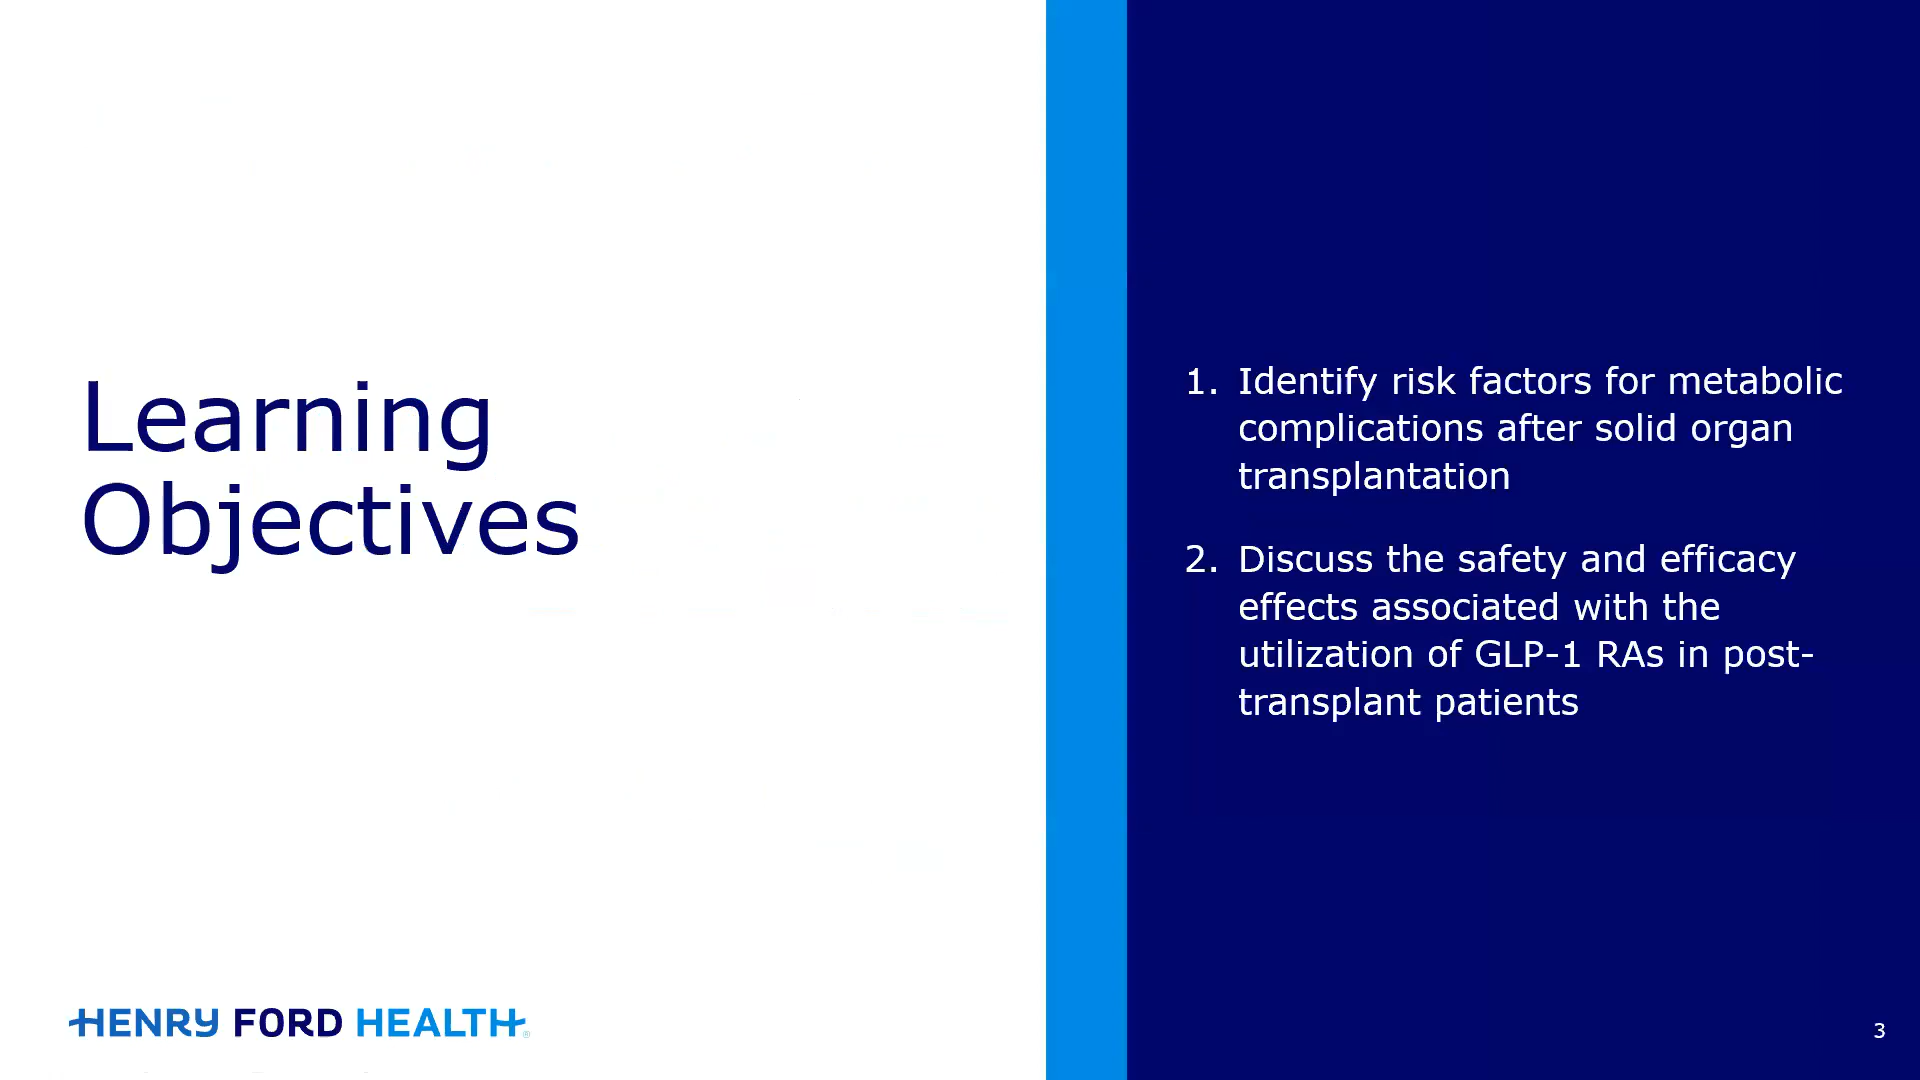 Learning
Objectives
1. Identify risk factors for metabolic
complications after solid organ
transplantation
2. Discuss the safety and efficacy
effects associated with the
utilization of GLP-1 RAs in post-
transplant patients
HENRY FORD HEALTH®
3